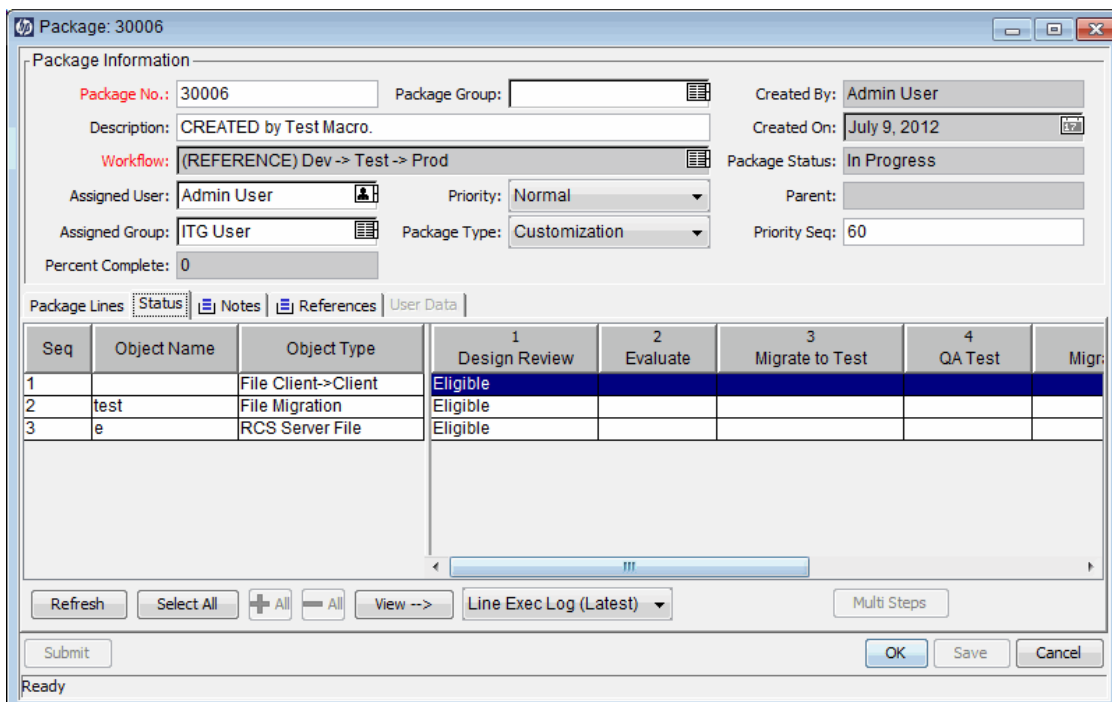 Package: 30006
Package Information
Package No.: 30006 Package Group: Created By: Admin User
Description: CREATED by Test Macro. Created On: July 9, 2012
Workflow: (REFERENCE) Dev -> Test -> Prod Package Status: In Progress
Assigned User: Admin User Priority: Normal Parent:
Assigned Group: ITG User Package Type: Customization Priority Seq: 60
Percent Complete: 0
Package Lines Status Notes References User Data
Seq Object Name Object Type 1 Design Review 2 Evaluate 3 Migrate to Test 4 QA Test Migr
1 File Client->Client Eligible
2 test File Migration Eligible
3 e RCS Server File Eligible
Refresh Select All All All View --> Line Exec Log (Latest) Multi Steps
Submit OK Save Cancel
Ready